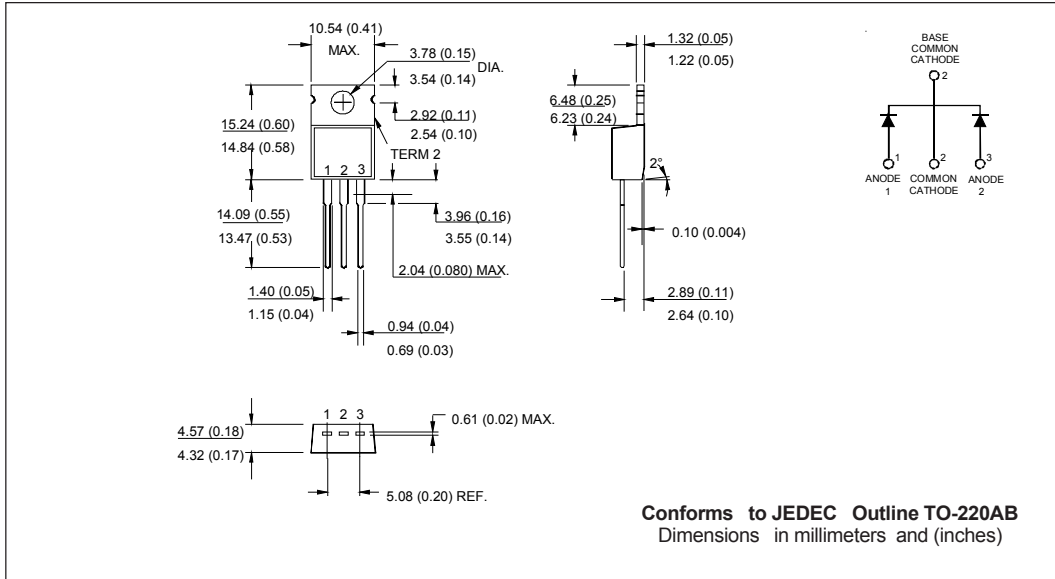 10.54 (0.41)
MAX.
3.78 (0.15)
3.54 (0.14)
DIA.
2.92 (0.11)
2.54 (0.10)
15.24 (0.60)
14.84 (0.58)
TERM 2
1 2 3
14.09 (0.55)
13.47 (0.53)
3.96 (0.16)
3.55 (0.14)
2.04 (0.080) MAX.
1.40 (0.05)
1.15 (0.04)
0.94 (0.04)
0.69 (0.03)
1.32 (0.05)
1.22 (0.05)
6.48 (0.25)
6.23 (0.24)
2°
0.10 (0.004)
2.89 (0.11)
2.64 (0.10)
BASE
COMMON
CATHODE
2
1
2
3
ANODE
1
COMMON
CATHODE
ANODE
2
1 2 3
4.57 (0.18)
4.32 (0.17)
0.61 (0.02) MAX.
5.08 (0.20) REF.
Conforms to JEDEC Outline TO-220AB
Dimensions in millimeters and (inches)